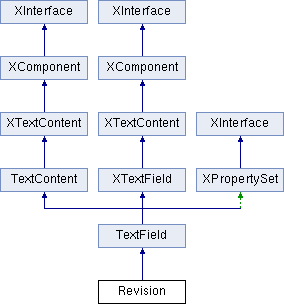 XInterface XInterface
XComponent XComponent
XTextContent XTextContent XInterface
TextContent XTextField XPropertySet
TextField
Revision